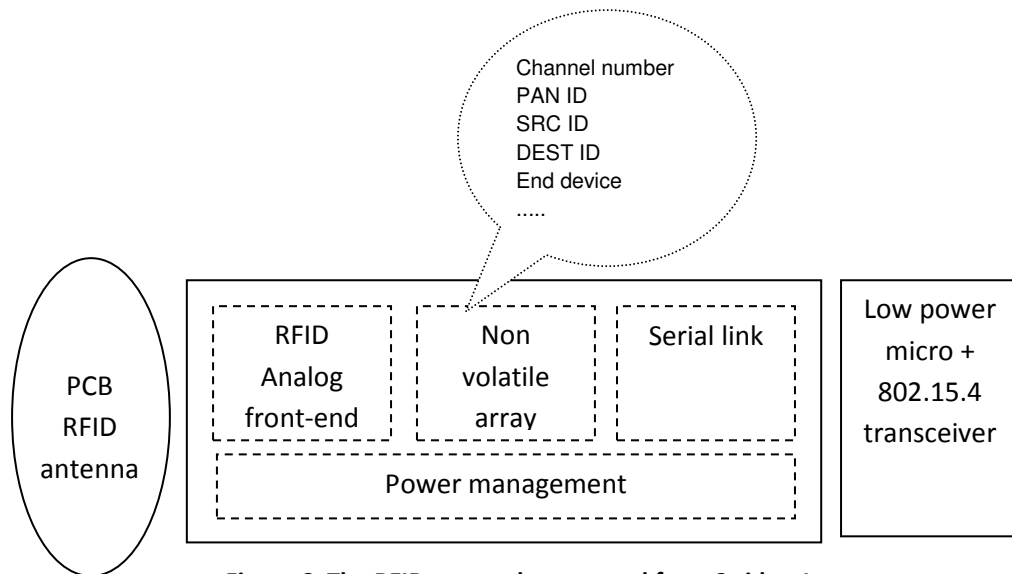 Channel number
PAN ID
SRC ID
DEST ID
End device
.....
PCB
RFID
antenna
RFID
Analog
front-end
Non
volatile
array
Serial link
Power management
Low power
micro +
802.15.4
transceiver